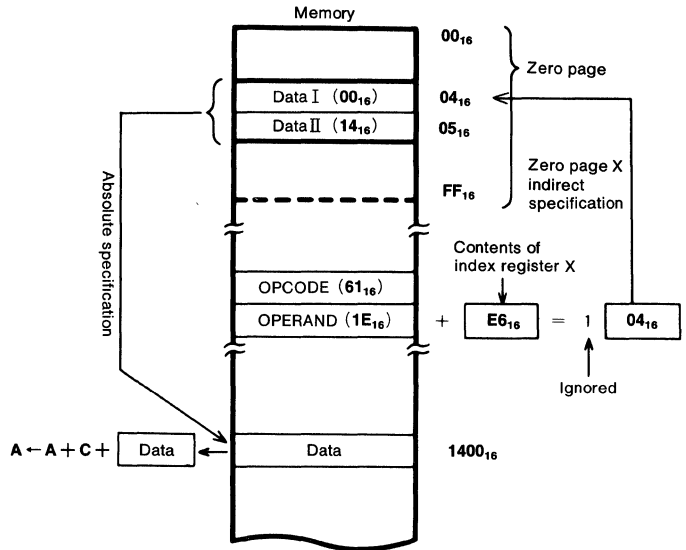 Memory
00₁₆
Zero page
Data I (00₁₆)
04₁₆
Data II (14₁₆)
05₁₆
Zero page X
indirect
specification
FF₁₆
Absolute specification
Contents of
index register X
OPCODE (61₁₆)
OPERAND (1E₁₆) + E6₁₆ = 1 04₁₆
Ignored
A ← A + C + Data
Data
1400₁₆